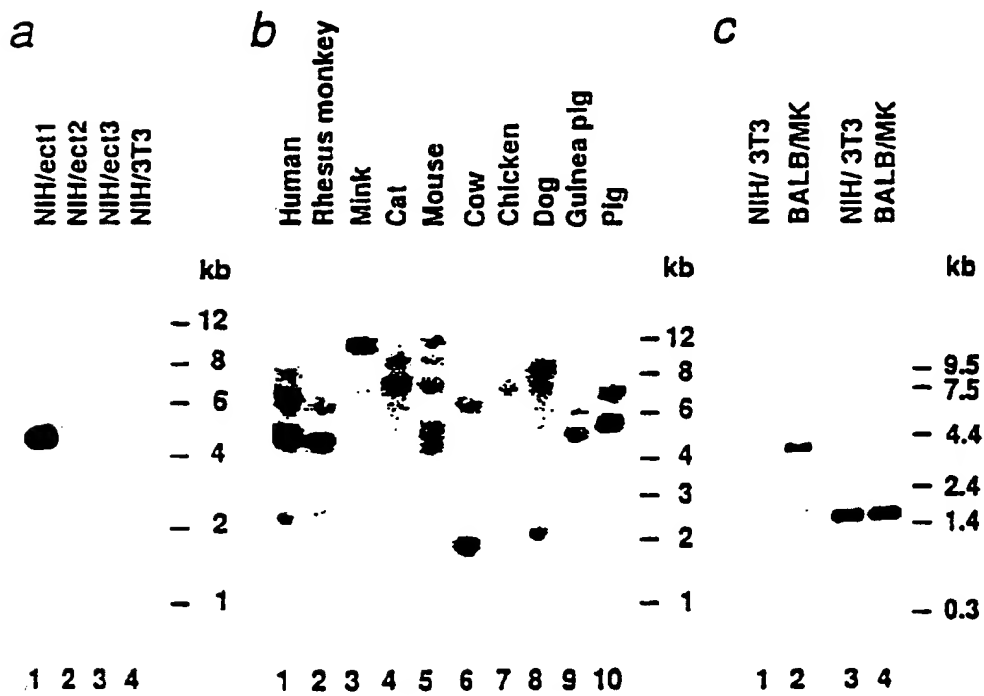 a
NIH/ect1
NIH/ect2
NIH/ect3
NIH/3T3
kb
12
8
6
4
2
1
1 2 3 4
b
Human
Rhesus monkey
Mink
Cat
Mouse
Cow
Chicken
Dog
Guinea pig
Pig
kb
12
8
6
4
3
2
1
1 2 3 4 5 6 7 8 9 10
c
NIH/ 3T3
BALB/MK
NIH/ 3T3
BALB/MK
kb
9.5
7.5
4.4
2.4
1.4
0.3
1 2 3 4